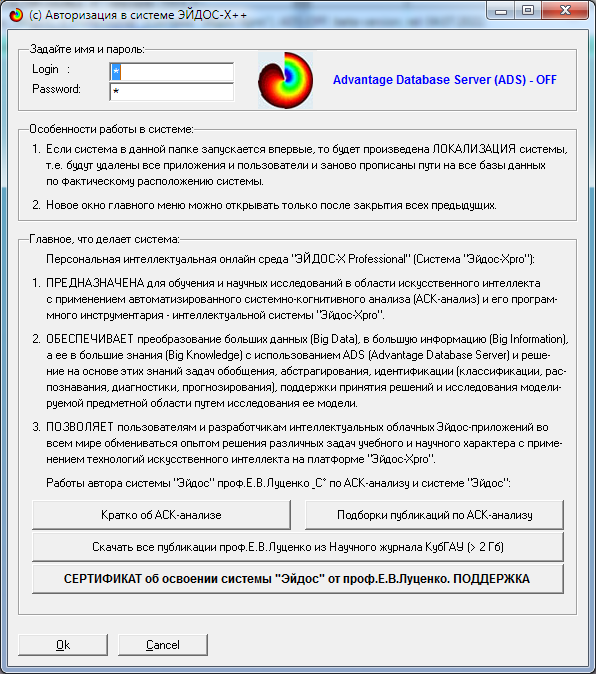 (c) Авторизация в системе ЭЙДОС-X++
Задайте имя и пароль:
Login :
*
Password:
*
Advantage Database Server (ADS) - OFF
Особенности работы в системе:
1. Если система в данной папке запускается впервые, то будет произведена ЛОКАЛИЗАЦИЯ системы,
т.е. будут удалены все приложения и пользователи и заново прописаны пути на все базы данных
по фактическому расположению системы.
2. Новое окно главного меню можно открывать только после закрытия всех предыдущих.
Главное, что делает система:
Персональная интеллектуальная онлайн среда "ЭЙДОС-X Professional" (Система "Эйдос-Xpro"):
1. ПРЕДНАЗНАЧЕНА для обучения и научных исследований в области искусственного интеллекта
с применением автоматизированного системно-когнитивного анализа (АСК-анализ) и его програм-
много инструментария - интеллектуальной системы "Эйдос-Xpro".
2. ОБЕСПЕЧИВАЕТ преобразование больших данных (Big Data), в большую информацию (Big Information),
а ее в большие знания (Big Knowledge) с использованием ADS (Advantage Database Server) и реше-
ние на основе этих знаний задач обобщения, абстрагирования, идентификации (классификации, рас-
познавания, диагностики, прогнозирования), поддержки принятия решений и исследования модели-
руемой предметной области путем исследования ее модели.
3. ПОЗВОЛЯЕТ пользователям и разработчикам интеллектуальных облачных Эйдос-приложений во
всем мире обмениваться опытом решения различных задач учебного и научного характера с приме-
нением технологий искусственного интеллекта на платформе "Эйдос-Xpro".
Работы автора системы "Эйдос" проф.Е.В.Луценко _С° по АСК-анализу и системе "Эйдос":
Кратко об АСК-анализе
Подборки публикаций по АСК-анализу
Скачать все публикации проф.Е.В.Луценко из Научного журнала КубГАУ (> 2 Гб)
СЕРТИФИКАТ об освоении системы "Эйдос" от проф.Е.В.Луценко. ПОДДЕРЖКА
Ok
Cancel